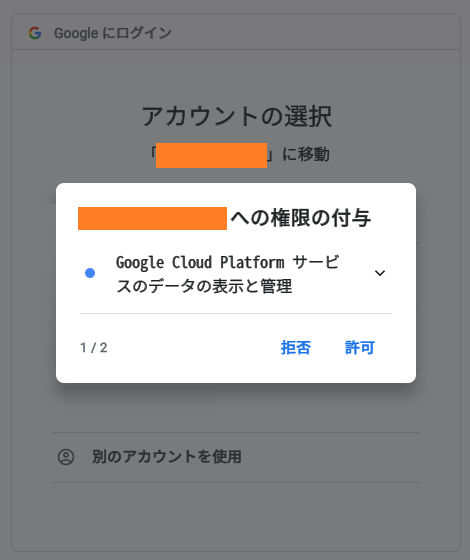 Google にログイン
アカウントの選択
「 」に移動
への権限の付与
Google Cloud Platform サービ
スのデータの表示と管理
1 / 2
拒否 許可
別のアカウントを使用